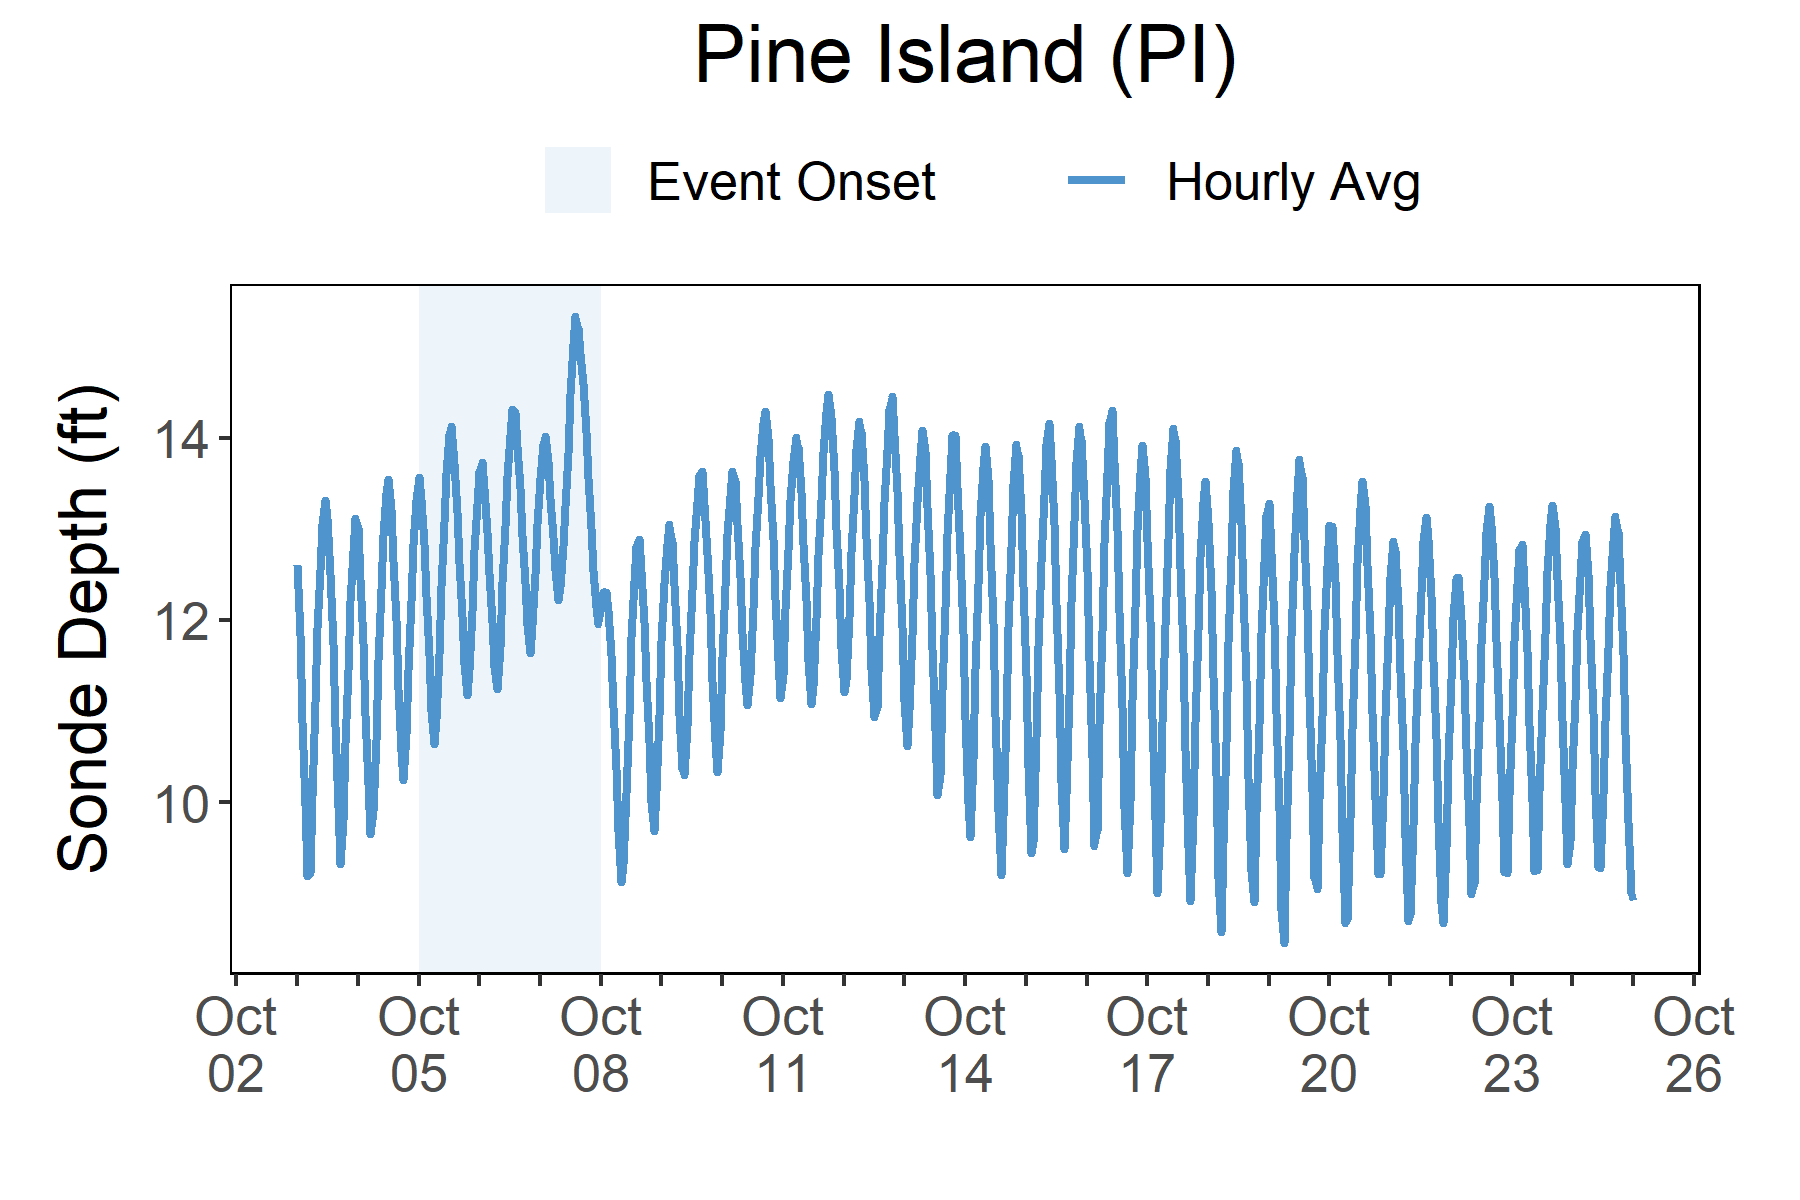 Pine Island (PI)
Event Onset Hourly Avg
Sonde Depth (ft)
14
12
10
Oct Oct Oct Oct Oct Oct Oct Oct Oct
02 05 08 11 14 17 20 23 26